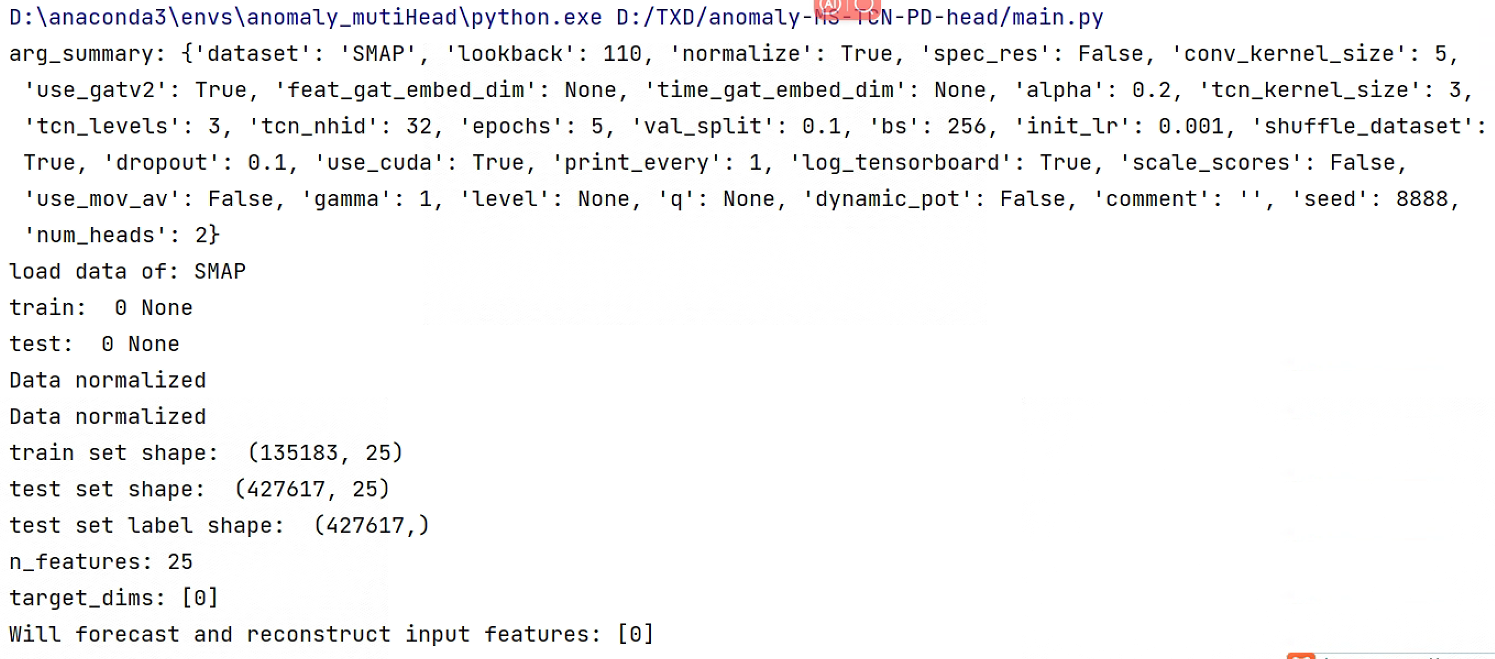 D:\anaconda3\envs\anomaly_mutiHead\python.exe D:/TXD/anomaly-MS-TCN-PD-head/main.py
arg_summary: {'dataset': 'SMAP', 'lookback': 110, 'normalize': True, 'spec_res': False, 'conv_kernel_size': 5,
'use_gatv2': True, 'feat_gat_embed_dim': None, 'time_gat_embed_dim': None, 'alpha': 0.2, 'tcn_kernel_size': 3,
'tcn_levels': 3, 'tcn_nhid': 32, 'epochs': 5, 'val_split': 0.1, 'bs': 256, 'init_lr': 0.001, 'shuffle_dataset':
True, 'dropout': 0.1, 'use_cuda': True, 'print_every': 1, 'log_tensorboard': True, 'scale_scores': False,
'use_mov_av': False, 'gamma': 1, 'level': None, 'q': None, 'dynamic_pot': False, 'comment': '', 'seed': 8888,
'num_heads': 2}
load data of: SMAP
train:  0 None
test:  0 None
Data normalized
Data normalized
train set shape:  (135183, 25)
test set shape:  (427617, 25)
test set label shape:  (427617,)
n_features: 25
target_dims: [0]
Will forecast and reconstruct input features: [0]